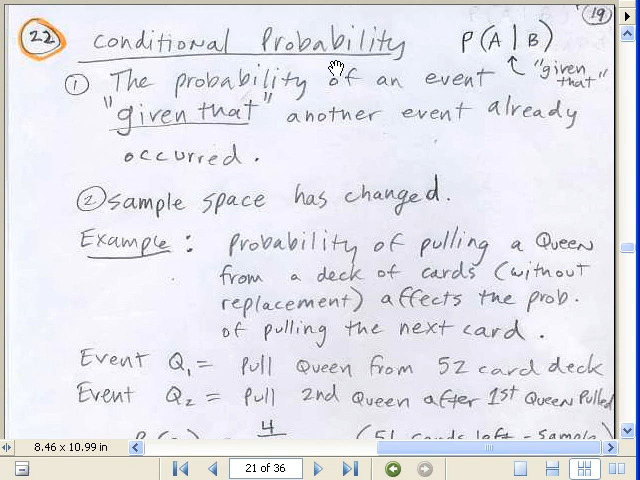 19
22 Conditional Probability P(A | B)
"given that"
① The probability of an event
"given that" another event already
occurred.
② Sample space has changed.
Example: Probability of pulling a Queen
from a deck of cards (without
replacement) affects the prob.
of pulling the next card.
Event Q₁ = Pull Queen from 52 card deck
Event Q₂ = Pull 2nd Queen after 1st Queen Pulled
4
(51 cards left - sample)
8.46 x 10.99 in
21 of 36